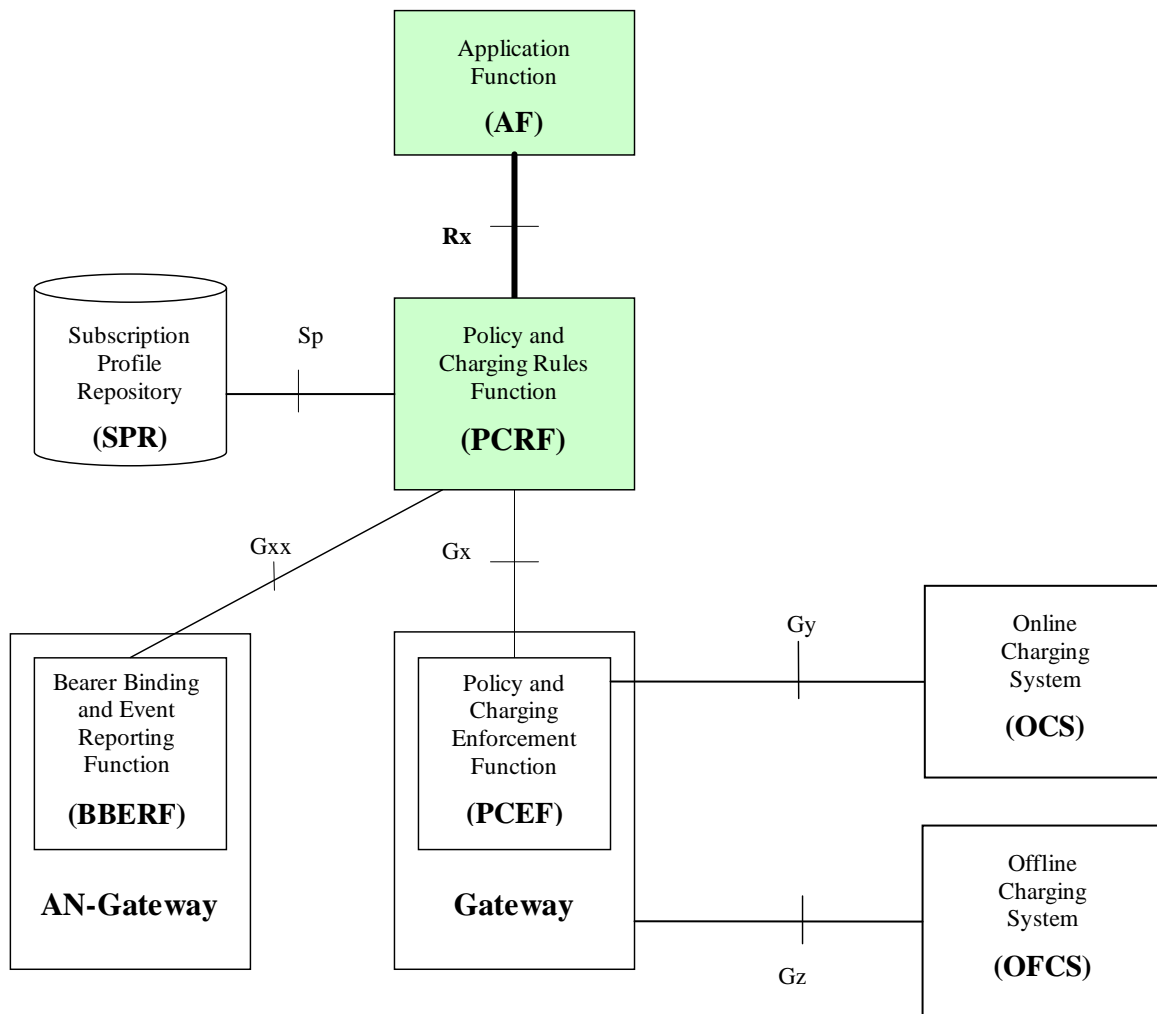 Application
Function
(AF)
Rx
Subscription
Profile
Repository
(SPR)
Sp
Policy and
Charging Rules
Function
(PCRF)
Gxx
Gx
Bearer Binding
and Event
Reporting
Function
(BBERF)
AN-Gateway
Policy and
Charging
Enforcement
Function
(PCEF)
Gateway
Gy
Online
Charging
System
(OCS)
Gz
Offline
Charging
System
(OFCS)